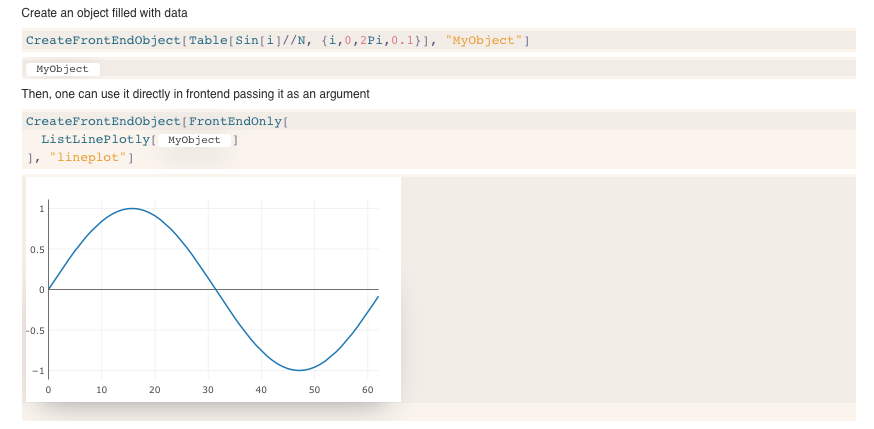 Create an object filled with data
CreateFrontEndObject[Table[Sin[i]//N, {i,0,2Pi,0.1}], "MyObject"]
MyObject
Then, one can use it directly in frontend passing it as an argument
CreateFrontEndObject[FrontEndOnly[
ListLinePlotly[ MyObject ]
], "lineplot"]
1
0.5
0
−0.5
−1
0 10 20 30 40 50 60